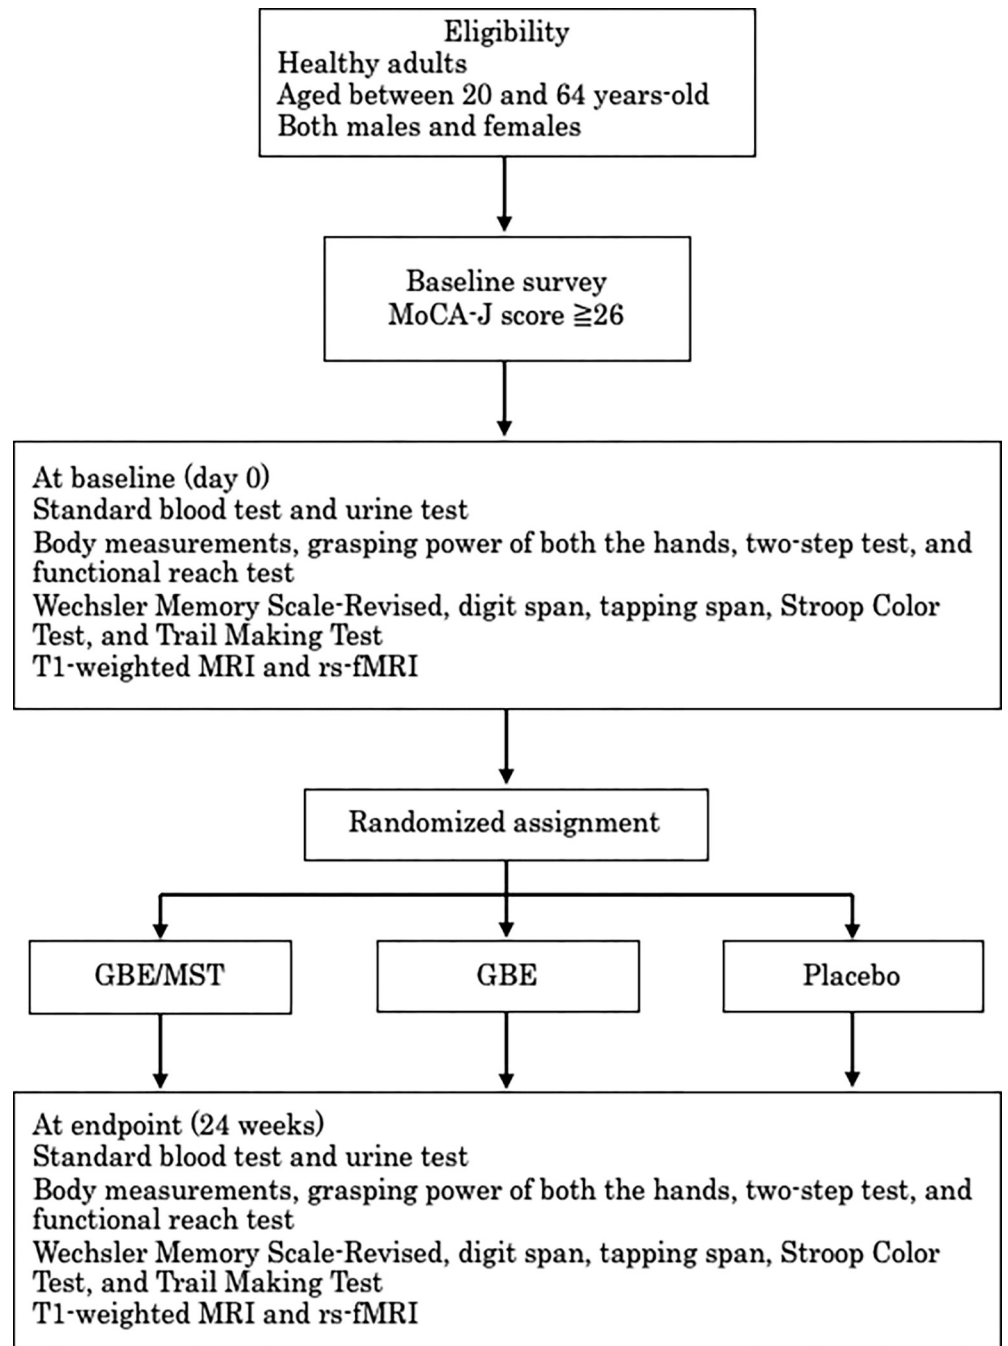 Eligibility
Healthy adults
Aged between 20 and 64 years-old
Both males and females
Baseline survey
MoCA-J score ≧26
At baseline (day 0)
Standard blood test and urine test
Body measurements, grasping power of both the hands, two-step test, and
functional reach test
Wechsler Memory Scale-Revised, digit span, tapping span, Stroop Color
Test, and Trail Making Test
T1-weighted MRI and rs-fMRI
Randomized assignment
GBE/MST
GBE
Placebo
At endpoint (24 weeks)
Standard blood test and urine test
Body measurements, grasping power of both the hands, two-step test, and
functional reach test
Wechsler Memory Scale-Revised, digit span, tapping span, Stroop Color
Test, and Trail Making Test
T1-weighted MRI and rs-fMRI